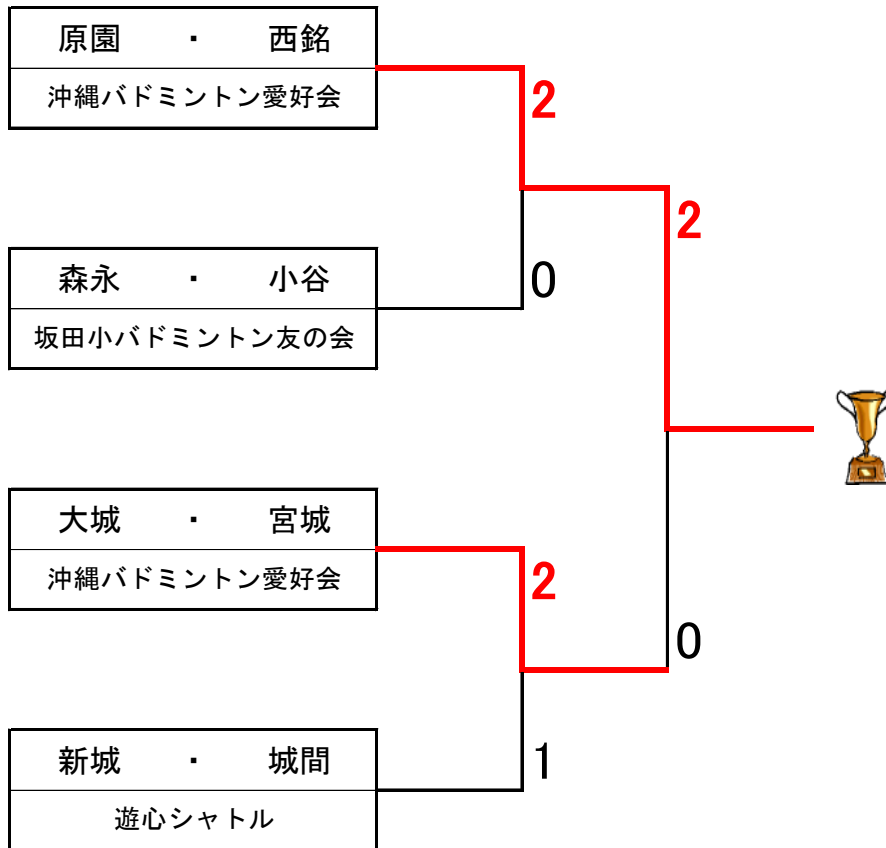 原園 ・ 西銘
沖縄バドミントン愛好会
2
2
森永 ・ 小谷
0
坂田小バドミントン友の会
大城 ・ 宮城
沖縄バドミントン愛好会
2
0
新城 ・ 城間
1
遊心シャトル